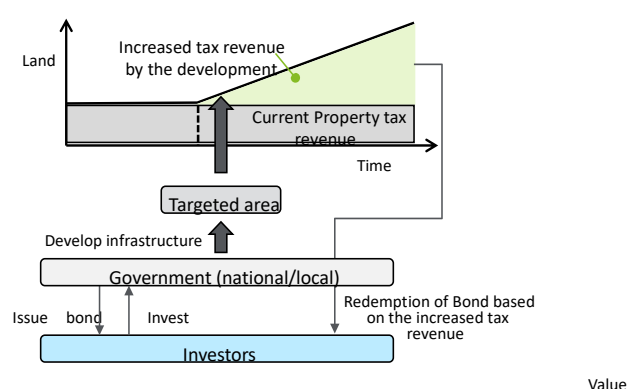 Increased tax revenue
by the development
Land
Current Property tax
revenue
Time
Targeted area
Develop infrastructure
Government (national/local)
Issue bond Invest
Redemption of Bond based
on the increased tax
revenue
Investors
Value